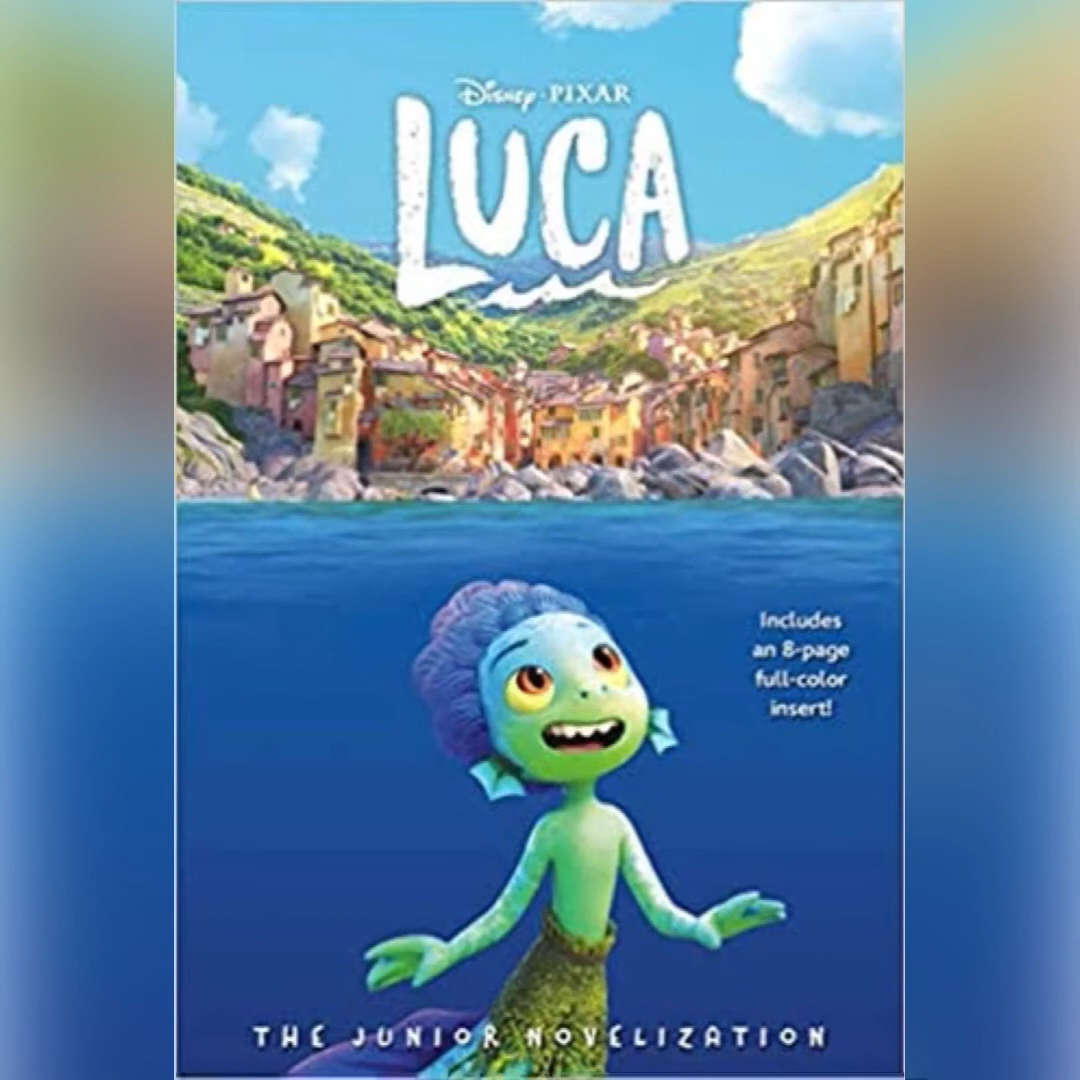 Disney · PIXAR
LUCA
Includes
an 8-page
full-color
insert!
THE JUNIOR NOVELIZATION